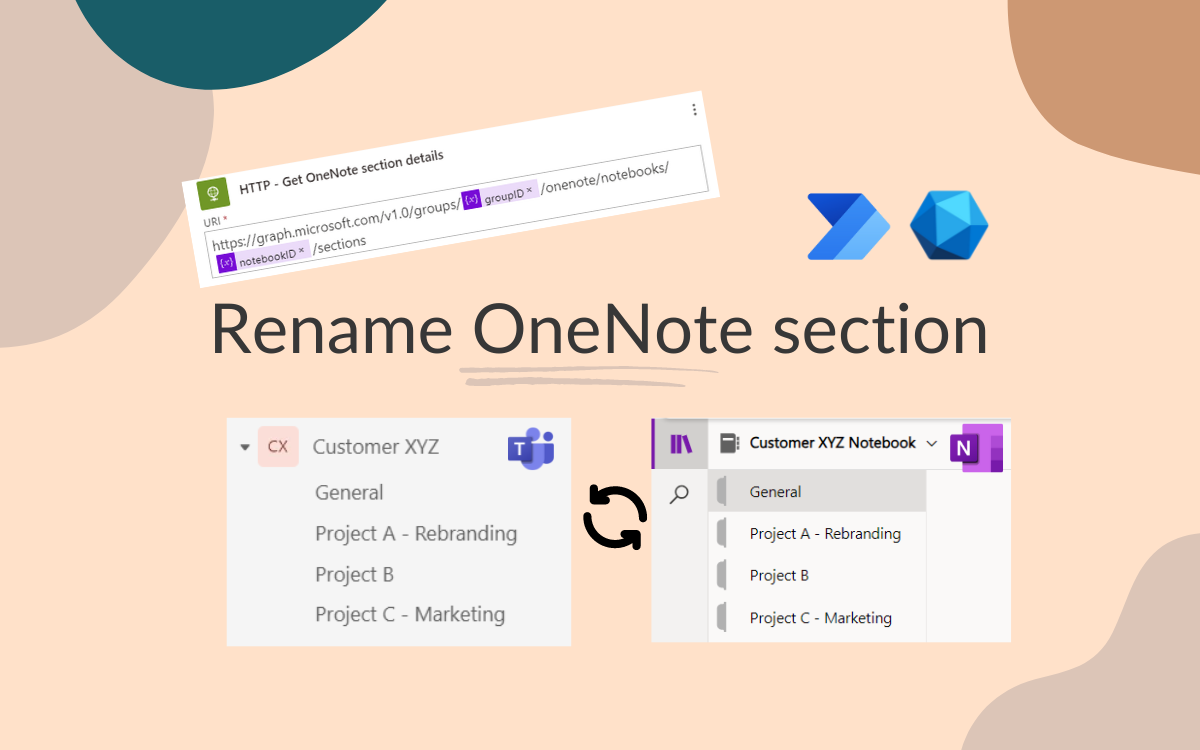 HTTP - Get OneNote section details
URI *
https://graph.microsoft.com/v1.0/groups/ {x} groupID × /onenote/notebooks/
{x} notebookID × /sections
Rename OneNote section
CX Customer XYZ T
General
Project A - Rebranding
Project B
Project C - Marketing
Customer XYZ Notebook N
General
Project A - Rebranding
Project B
Project C - Marketing